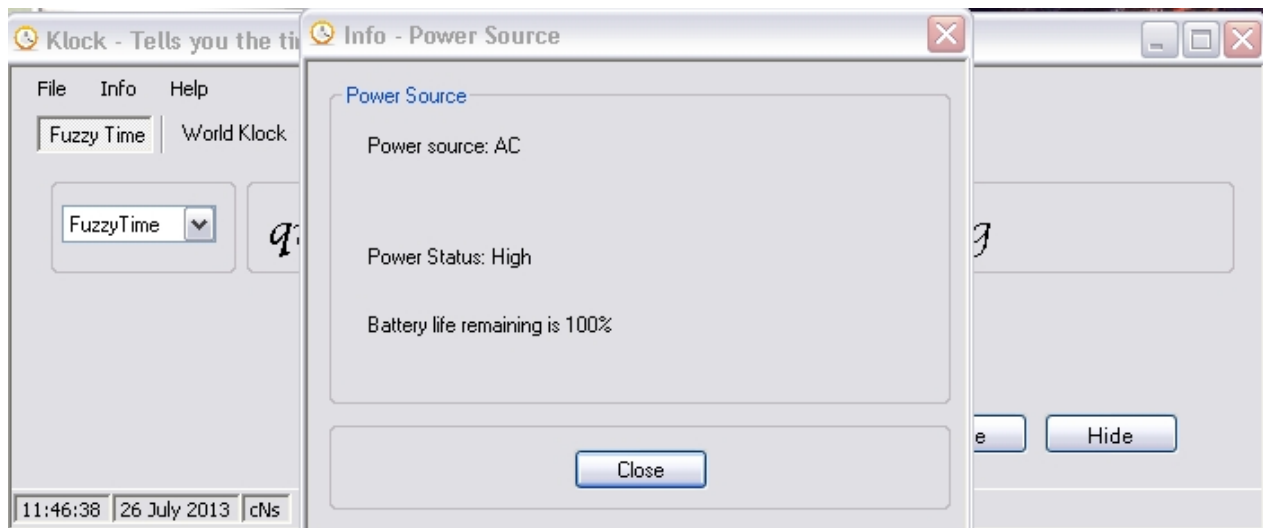 Klock - Tells you the
Info - Power Source
File Info Help
Fuzzy Time World Klock
Power Source
Power source: AC
FuzzyTime
Power Status: High
Battery life remaining is 100%
Hide
Close
11:46:38 26 July 2013 cNs